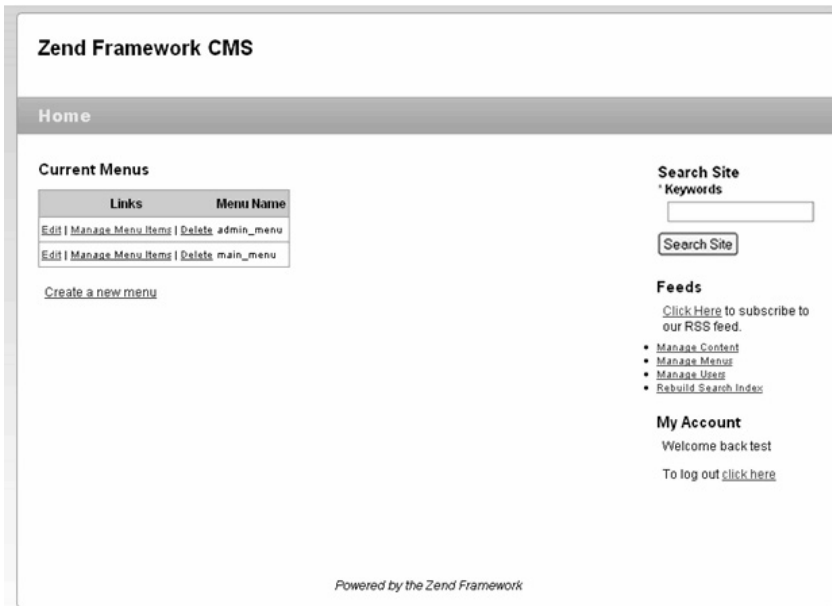 Zend Framework CMS
Home
Current Menus
Links Menu Name
Edit | Manage Menu Items | Delete admin_menu
Edit | Manage Menu Items | Delete main_menu
Create a new menu
Search Site
* Keywords
Search Site
Feeds
Click Here to subscribe to
our RSS feed.
Manage Content
Manage Menus
Manage Users
Rebuild Search Index
My Account
Welcome back test
To log out click here
Powered by the Zend Framework